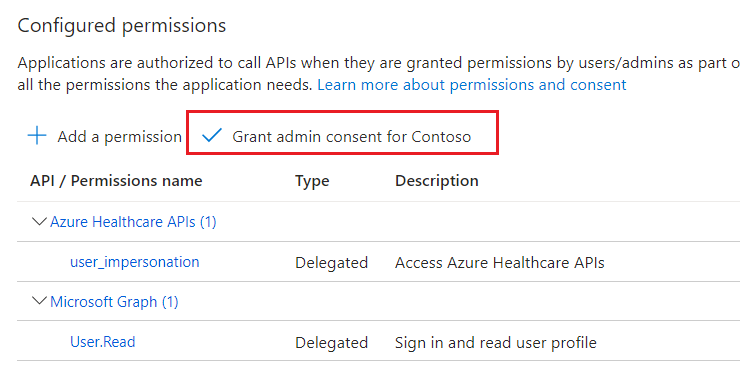 Configured permissions
Applications are authorized to call APIs when they are granted permissions by users/admins as part o
all the permissions the application needs. Learn more about permissions and consent
Add a permission Grant admin consent for Contoso
API / Permissions name Type Description
Azure Healthcare APIs (1)
user_impersonation Delegated Access Azure Healthcare APIs
Microsoft Graph (1)
User.Read Delegated Sign in and read user profile